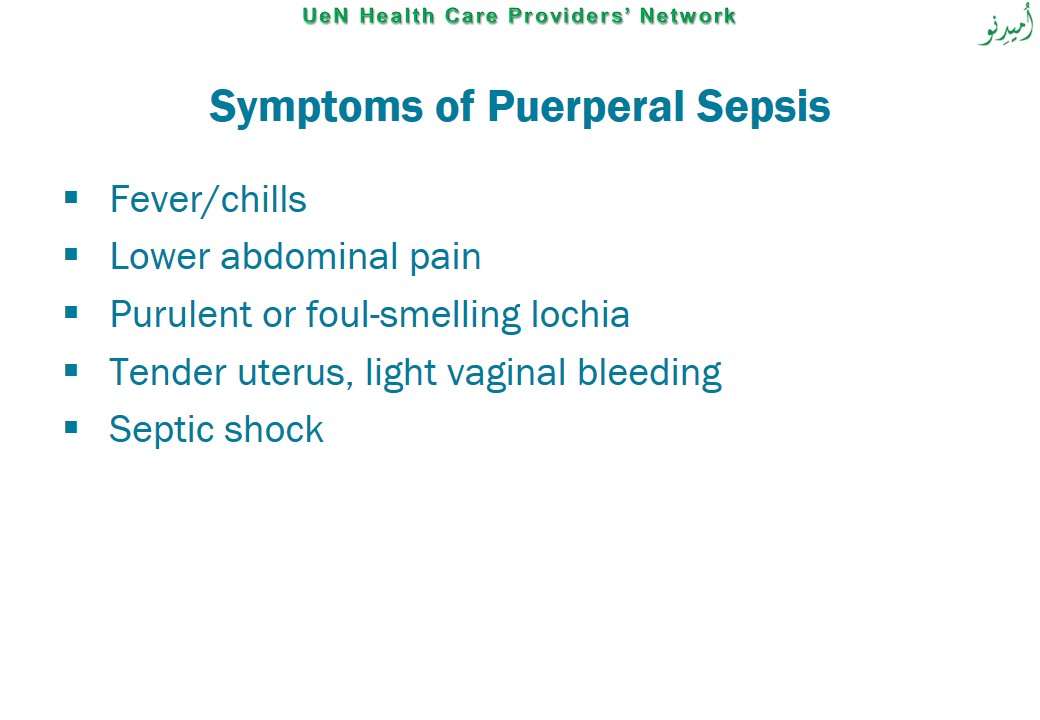 UeN Health Care Providers’ Network
اُمیدِنو
Symptoms of Puerperal Sepsis
▪ Fever/chills
▪ Lower abdominal pain
▪ Purulent or foul-smelling lochia
▪ Tender uterus, light vaginal bleeding
▪ Septic shock